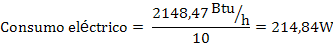 Consumo eléctrico = 2148,47 Btu/h / 10 = 214,84W